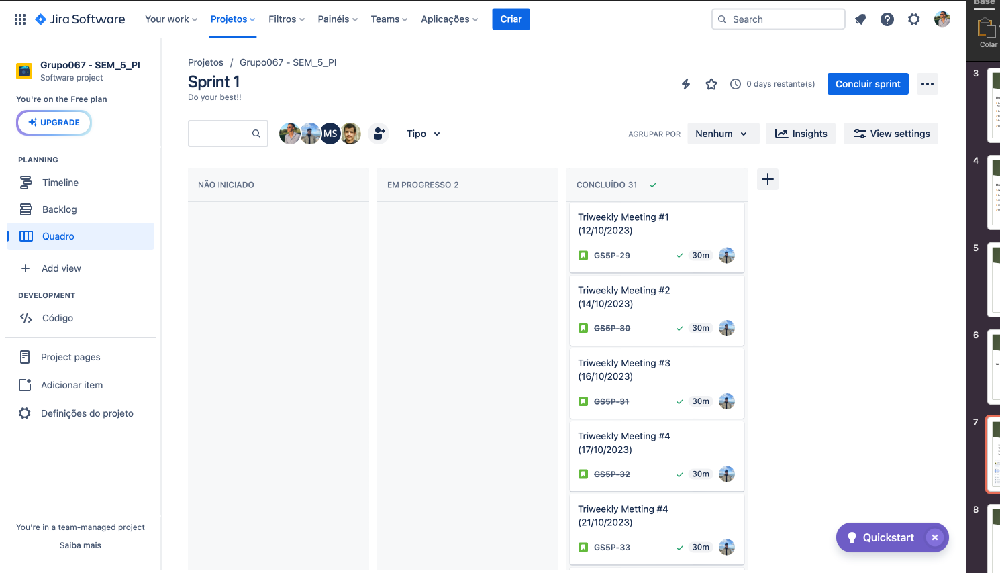 Jira Software Your work Projetos Filtros Painéis Teams Aplicações Criar Search
Base
Colar
Grupo067 - SEM_5_PI
Software project
You're on the Free plan
UPGRADE
PLANNING
Timeline
Backlog
Quadro
Add view
DEVELOPMENT
Código
Project pages
Adicionar item
Definições do projeto
You're in a team-managed project
Saiba mais
Projetos / Grupo067 - SEM_5_PI
Sprint 1
Do your best!!
0 days restante(s) Concluir sprint
MS Tipo AGRUPAR POR Nenhum Insights View settings
NÃO INICIADO EM PROGRESSO 2 CONCLUÍDO 31
Triweekly Meeting #1
(12/10/2023)
GS5P-29 30m
Triweekly Meeting #2
(14/10/2023)
GS5P-30 30m
Triweekly Meeting #3
(16/10/2023)
GS5P-31 30m
Triweekly Meeting #4
(17/10/2023)
GS5P-32 30m
Triweekly Metting #4
(21/10/2023)
GS5P-33 30m
Quickstart
3
4
5
6
7
8